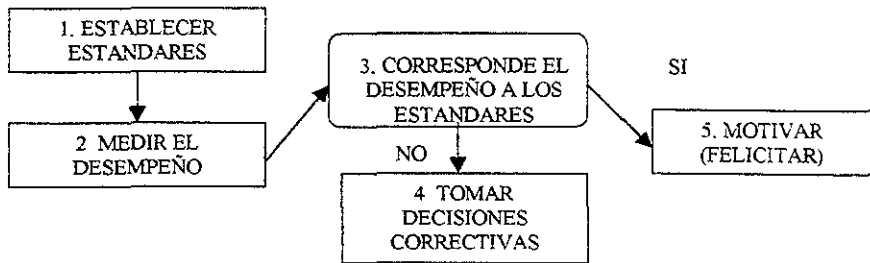 1. ESTABLECER
ESTANDARES
2 MEDIR EL
DESEMPEÑO
3. CORRESPONDE EL
DESEMPEÑO A LOS
ESTANDARES
SI
NO
4 TOMAR
DECISIONES
CORRECTIVAS
5. MOTIVAR
(FELICITAR)